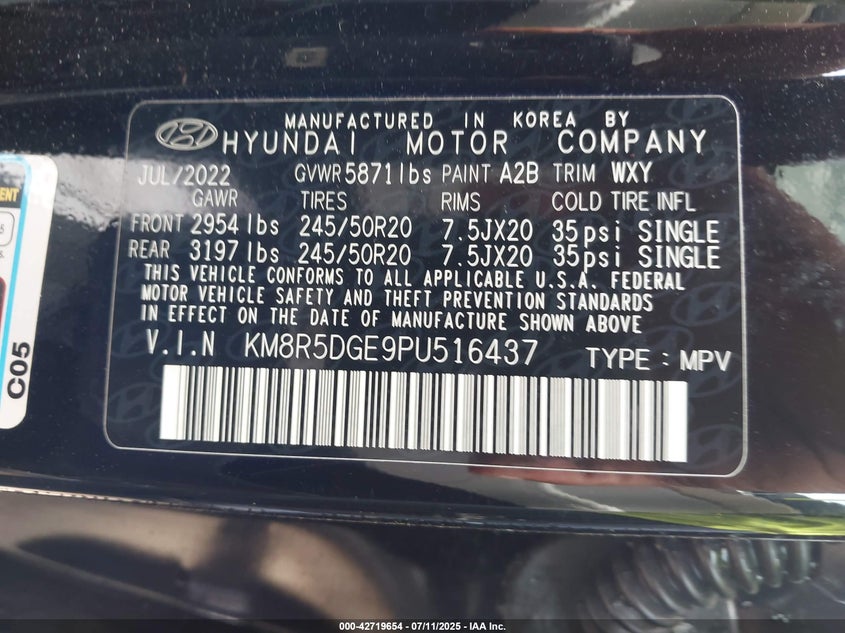 MANUFACTURED IN KOREA BY
HYUNDAI MOTOR COMPANY
JUL/2022 GVWR 5871lbs PAINT A2B TRIM WXY
GAWR TIRES RIMS COLD TIRE INFL
FRONT 2954 lbs 245/50R20 7.5JX20 35psi SINGLE
REAR 3197 lbs 245/50R20 7.5JX20 35psi SINGLE
THIS VEHICLE CONFORMS TO ALL APPLICABLE U.S.A. FEDERAL
MOTOR VEHICLE SAFETY AND THEFT PREVENTION STANDARDS
IN EFFECT ON THE DATE OF MANUFACTURE SHOWN ABOVE
V.I.N KM8R5DGE9PU516437 TYPE : MPV
C05
000-42719654 - 07/11/2025 - IAA Inc.